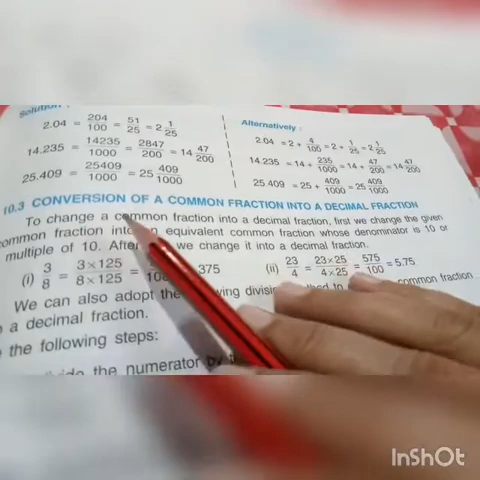 Solution :
2.04 = 204/100 = 51/25 = 2 1/25
14.235 = 14235/1000 = 2847/200 = 14 47/200
25.409 = 25409/1000 = 25 409/1000
Alternatively :
2.04 = 2 + 4/100 = 2 + 1/25 = 2 1/25
14.235 = 14 + 235/1000 = 14 + 47/200 = 14 47/200
25.409 = 25 + 409/1000 = 25 409/1000
10.3 CONVERSION OF A COMMON FRACTION INTO A DECIMAL FRACTION
To change a common fraction into a decimal fraction, first we change the given
common fraction into an equivalent common fraction whose denominator is 10 or
multiple of 10. After we change it into a decimal fraction.
(i) 3/8 = 3×125/8×125 = 375 (ii) 23/4 = 23×25/4×25 = 575/100 = 5.75.
We can also adopt the common fraction
a decimal fraction.
the following steps:
the numerator by
InShOt